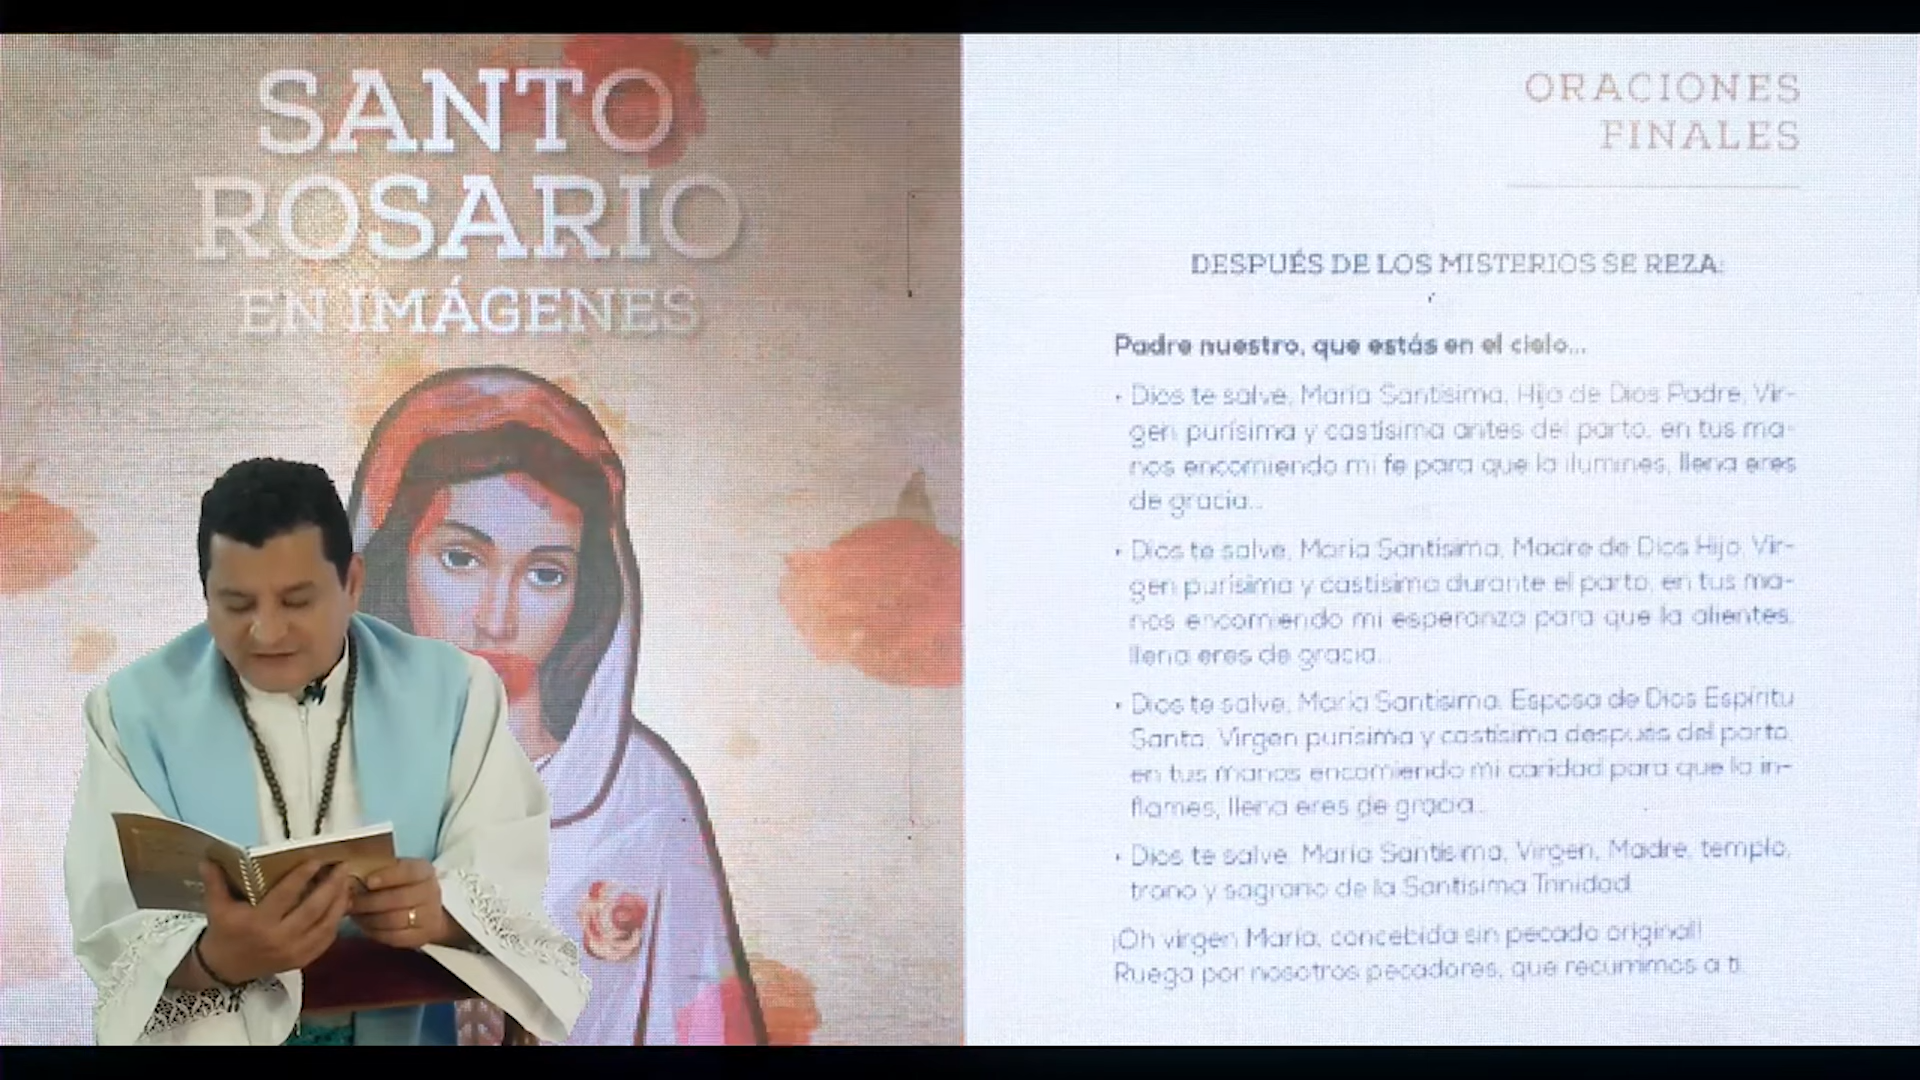 SANTO
ROSARIO
EN IMÁGENES
ORACIONES
FINALES
DESPUÉS DE LOS MISTERIOS SE REZA:
Padre nuestro, que estás en el cielo...
• Dios te salve, María Santísima, Hija de Dios Padre, Vir-
gen purísima y castísima antes del parto, en tus ma-
nos encomiendo mi fe para que la ilumines, llena eres
de gracia...
• Dios te salve, María Santísima, Madre de Dios Hijo, Vir-
gen purísima y castísima durante el parto, en tus ma-
nos encomiendo mi esperanza para que la alientes,
llena eres de gracia...
• Dios te salve, María Santísima, Esposa de Dios Espíritu
Santo, Virgen purísima y castísima después del parto,
en tus manos encomiendo mi caridad para que la in-
flames, llena eres de gracia...
• Dios te salve, María Santísima, Virgen, Madre, templo,
trono y sagrario de la Santísima Trinidad.
¡Oh virgen María, concebida sin pecado original!
Ruega por nosotros pecadores, que recurrimos a ti.